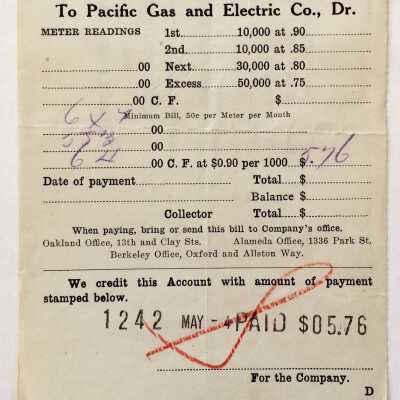 To Pacific Gas and Electric Co., Dr.
METER READINGS 1st 10,000 at .90
2nd 10,000 at .85
00 Next 30,000 at .80
00 Excess 50,000 at .75
00 C. F. $
Minimum Bill, 50c per Meter per Month
00
00
64 00 C. F. at $0.90 per 1000 $ 5.76
Date of payment Total $
Balance $
Collector Total $
When paying, bring or send this bill to Company's office.
Oakland Office, 13th and Clay Sts. Alameda Office, 1336 Park St.
Berkeley Office, Oxford and Allston Way.
We credit this Account with amount of payment
stamped below.
1242 MAY - 4 PAID $05.76
For the Company.
D